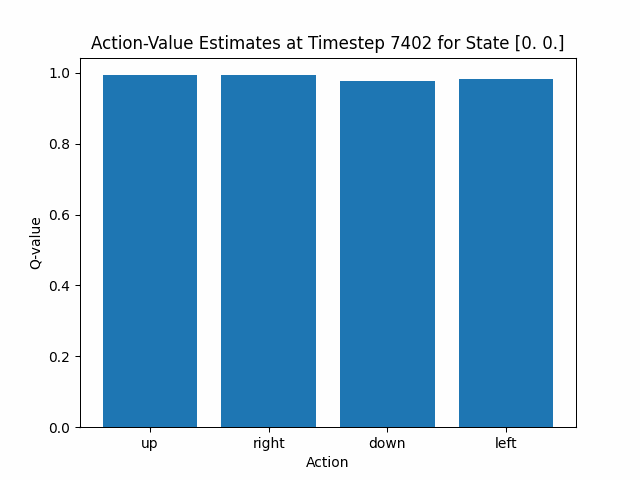 Action-Value Estimates at Timestep 7402 for State [0. 0.]
1.0
0.8
0.6
0.4
0.2
0.0
Q-value
up right down left
Action